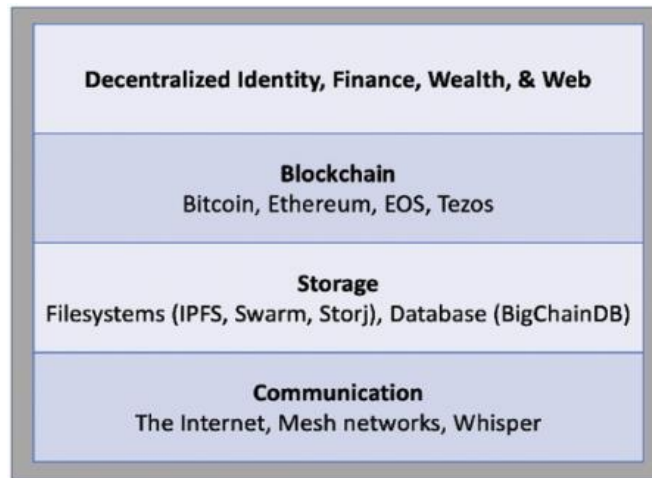 Decentralized Identity, Finance, Wealth, & Web
Blockchain
Bitcoin, Ethereum, EOS, Tezos
Storage
Filesystems (IPFS, Swarm, Storj), Database (BigChainDB)
Communication
The Internet, Mesh networks, Whisper